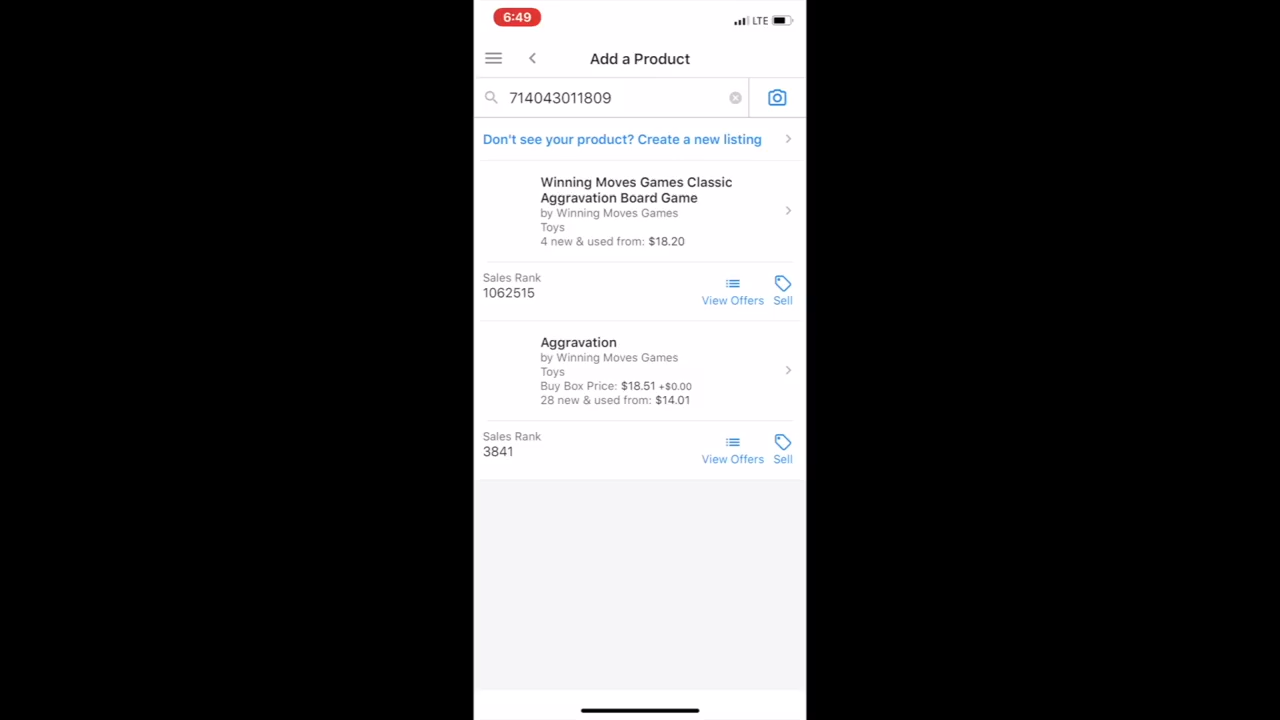 6:49
LTE
Add a Product
714043011809
Don't see your product? Create a new listing
Winning Moves Games Classic
Aggravation Board Game
by Winning Moves Games
Toys
4 new & used from: $18.20
Sales Rank
1062515
View Offers
Sell
Aggravation
by Winning Moves Games
Toys
Buy Box Price: $18.51 +$0.00
28 new & used from: $14.01
Sales Rank
3841
View Offers
Sell